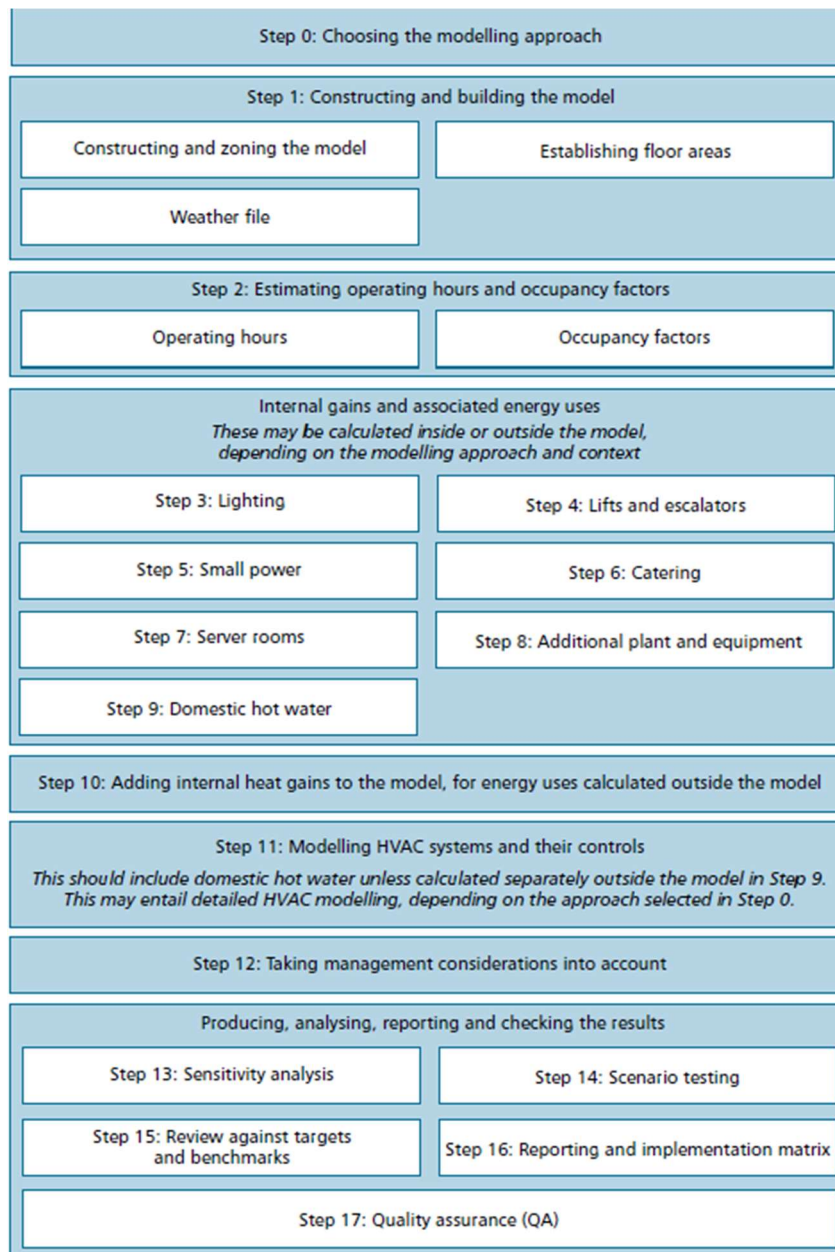 Step 0: Choosing the modelling approach
Step 1: Constructing and building the model
Constructing and zoning the model
Establishing floor areas
Weather file
Step 2: Estimating operating hours and occupancy factors
Operating hours
Occupancy factors
Internal gains and associated energy uses
These may be calculated inside or outside the model,
depending on the modelling approach and context
Step 3: Lighting
Step 4: Lifts and escalators
Step 5: Small power
Step 6: Catering
Step 7: Server rooms
Step 8: Additional plant and equipment
Step 9: Domestic hot water
Step 10: Adding internal heat gains to the model, for energy uses calculated outside the model
Step 11: Modelling HVAC systems and their controls
This should include domestic hot water unless calculated separately outside the model in Step 9.
This may entail detailed HVAC modelling, depending on the approach selected in Step 0.
Step 12: Taking management considerations into account
Producing, analysing, reporting and checking the results
Step 13: Sensitivity analysis
Step 14: Scenario testing
Step 15: Review against targets
and benchmarks
Step 16: Reporting and implementation matrix
Step 17: Quality assurance (QA)